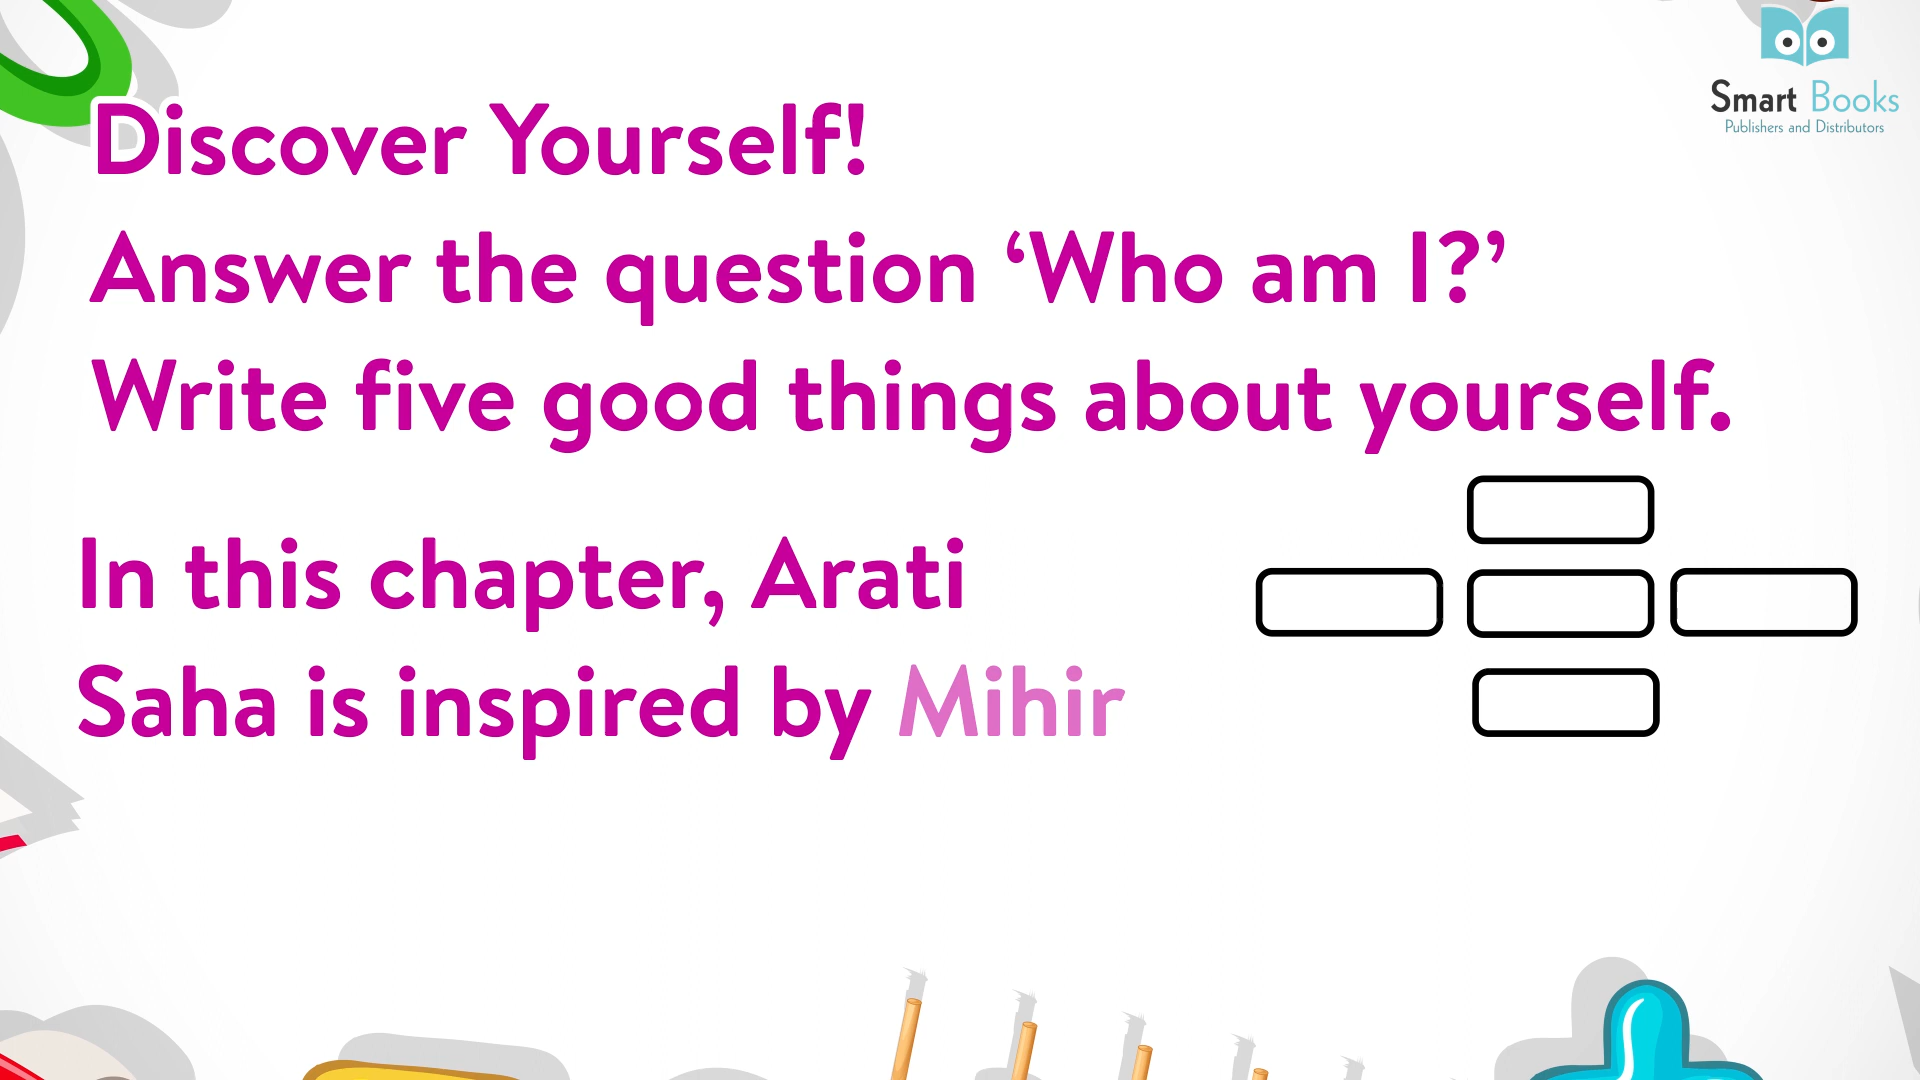 Smart Books
Publishers and Distributors
Discover Yourself!
Answer the question ‘Who am I?’
Write five good things about yourself.
In this chapter, Arati
Saha is inspired by Mihir